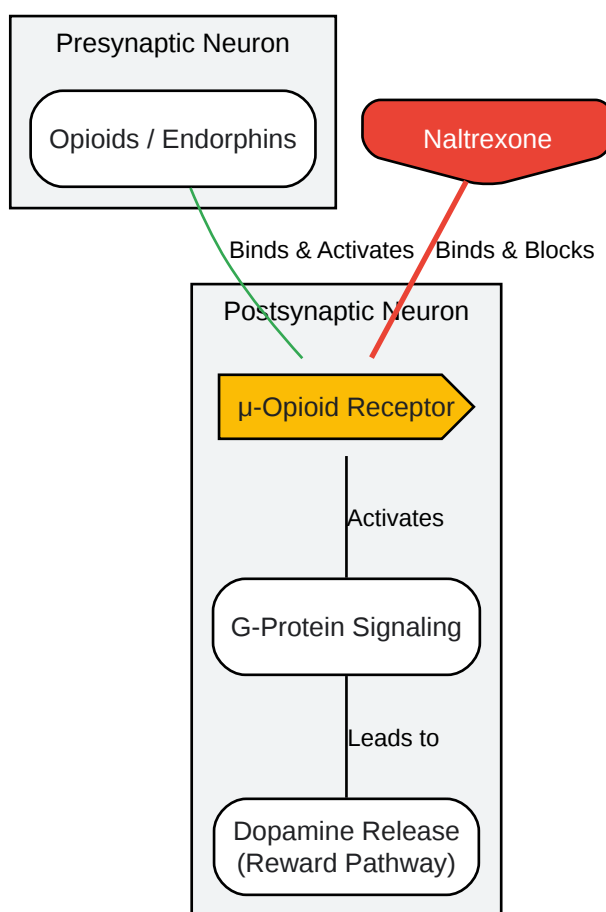 Presynaptic Neuron
Opioids / Endorphins
Naltrexone
Binds & Activates
Binds & Blocks
Postsynaptic Neuron
μ-Opioid Receptor
Activates
G-Protein Signaling
Leads to
Dopamine Release
(Reward Pathway)